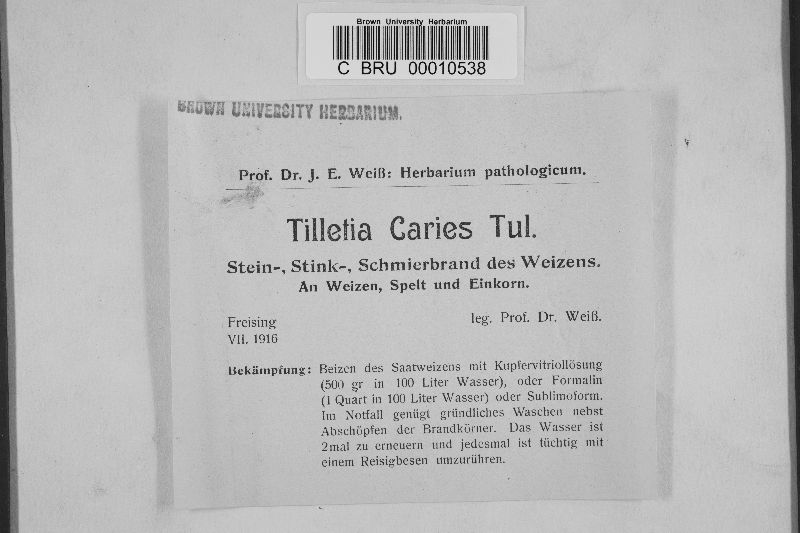 Brown University Herbarium
C BRU 00010538
BROWN UNIVERSITY HERBARIUM.
Prof. Dr. J. E. Weiß: Herbarium pathologicum.
Tilletia Caries Tul.
Stein-, Stink-, Schmierbrand des Weizens.
An Weizen, Spelt und Einkorn.
Freising leg. Prof. Dr. Weiß.
VII. 1916
Bekämpfung: Beizen des Saatweizens mit Kupfervitriollösung
(500 gr in 100 Liter Wasser), oder Formalin
(1 Quart in 100 Liter Wasser) oder Sublimoform.
Im Notfall genügt gründliches Waschen nebst
Abschöpfen der Brandkörner. Das Wasser ist
2mal zu erneuern und jedesmal ist tüchtig mit
einem Reisigbesen umzurühren.